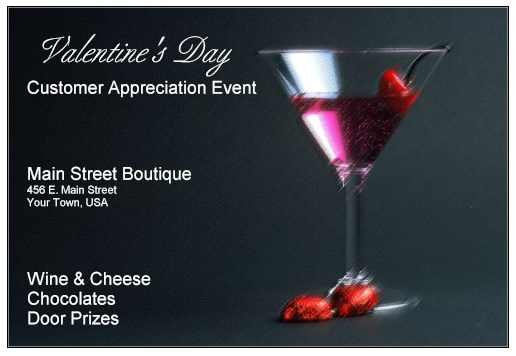 Valentine's Day
Customer Appreciation Event
Main Street Boutique
456 E. Main Street
Your Town, USA
Wine & Cheese
Chocolates
Door Prizes